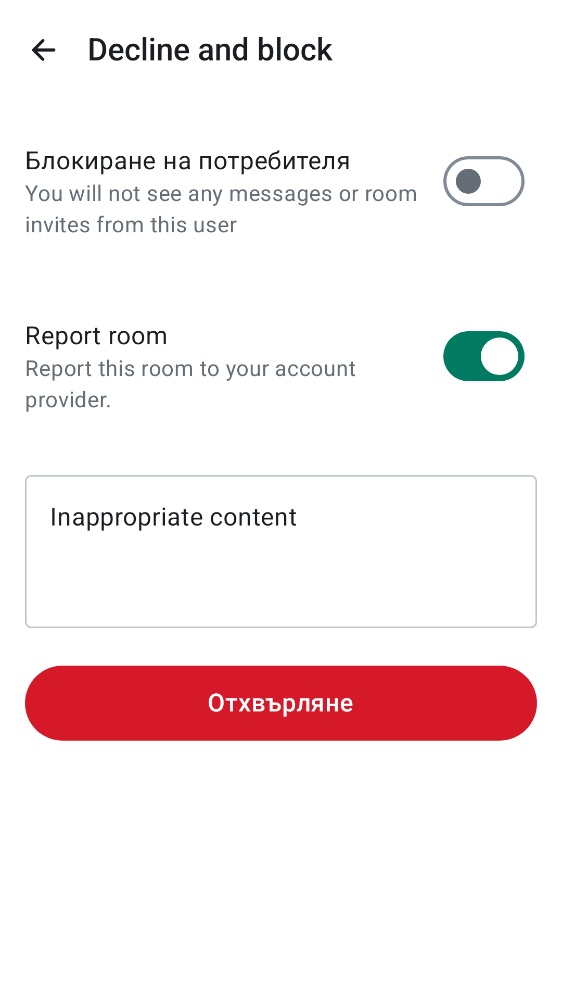 Decline and block
Блокиране на потребителя
You will not see any messages or room
invites from this user
Report room
Report this room to your account
provider.
Inappropriate content
Отхвърляне